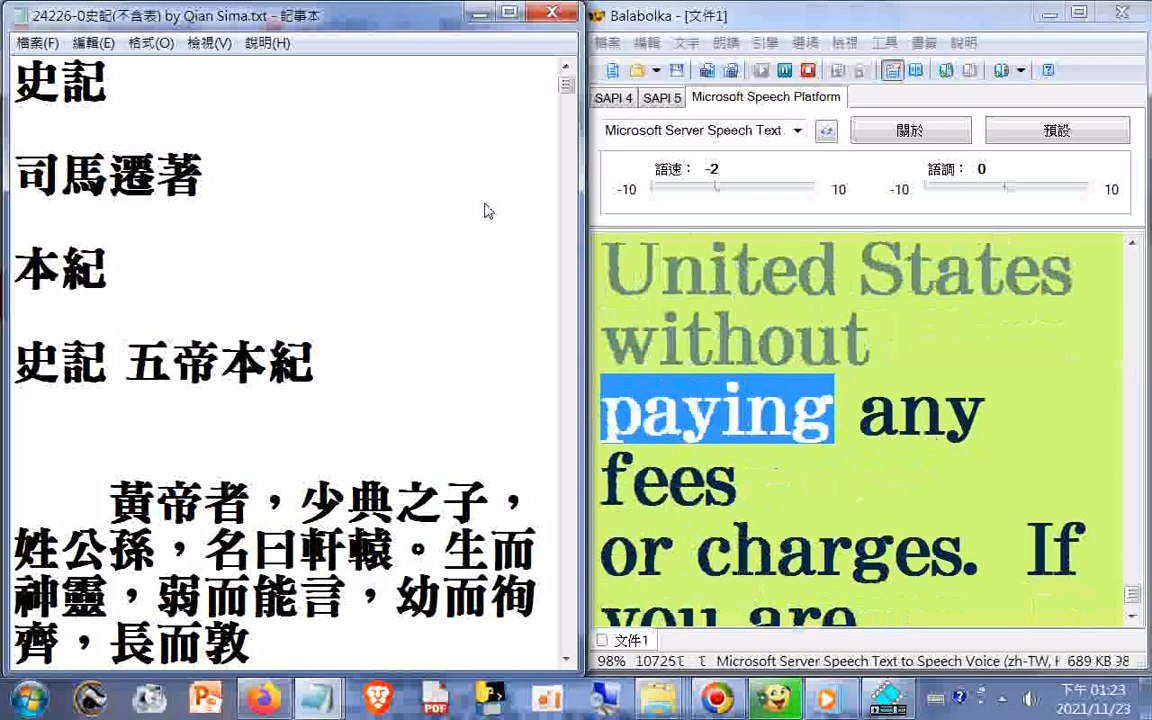 24226-0史記(不含表) by Qian Sima.txt - 記事本
檔案(F) 編輯(E) 格式(O) 檢視(V) 說明(H)
史記
司馬遷著
本紀
史記 五帝本紀
黃帝者，少典之子，
姓公孫，名曰軒轅。生而
神靈，弱而能言，幼而徇
齊，長而敦
Balabolka - [文件1]
檔案 編輯 文字 朗讀 引擎 選項 檢視 工具 書籤 說明
SAPI 4 SAPI 5 Microsoft Speech Platform
Microsoft Server Speech Text 關於 預設
語速： -2 語調： 0
-10 10 -10 10
United States
without
paying any
fees
or charges. If
you are
文件1
98% Microsoft Server Speech Text to Speech Voice (zh-TW, 689 KB 98
PDF
下午 01:23
2021/11/23